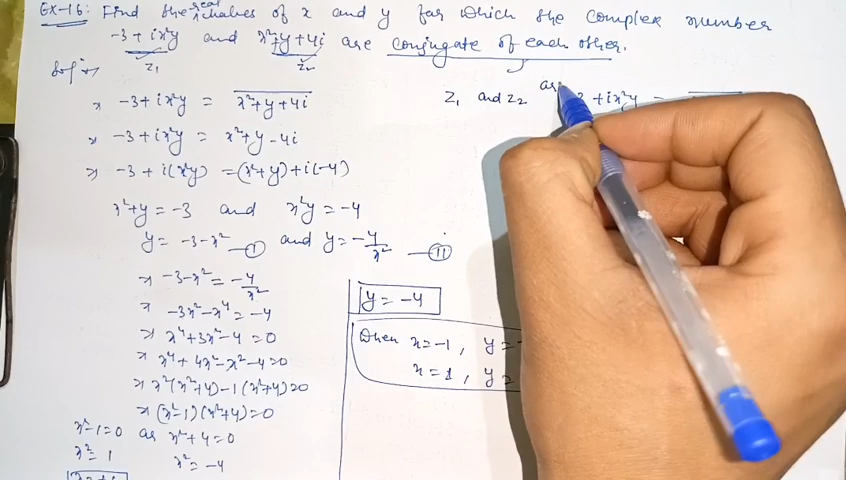 Ex-16: Find the real values of x and y for which the complex number
-3+ix²y and x²+y+4i are conjugate of each other.
z₁ z₂
Solⁿ:
⇒ -3+ix²y = \overline{x²+y+4i}
⇒ -3+ix²y = x²+y-4i
⇒ -3+i(x²y) = (x²+y)+i(-4)
x²+y=-3 and x²y=-4
y = -3-x² —(I) and y=-4/x² —(II)
⇒ -3-x² = -4/x²
⇒ -3x²-x⁴=-4
⇒ x⁴+3x²-4=0
⇒ x⁴+4x²-x²-4=0
⇒ x²(x²+4)-1(x²+4)=0
⇒ (x²-1)(x²+4)=0
x²-1=0 or x²+4=0
x²=1 x²=-4
z₁ and z₂
+ix²y =
y=-4
When x=-1, y=
x=1, y=